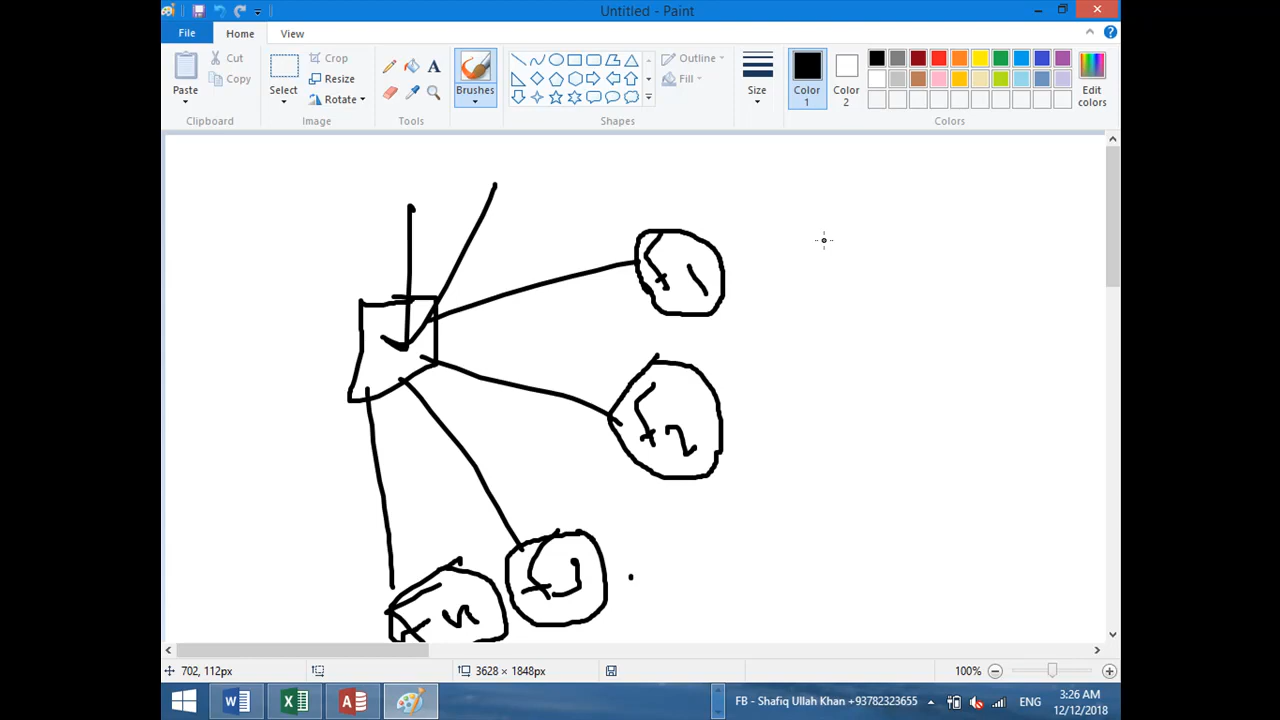 Untitled - Paint
File Home View
Paste
Cut
Copy
Clipboard
Select
Crop
Resize
Rotate
Image
A
Tools
Brushes
Outline
Fill
Shapes
Size
Color 1
Color 2
Edit colors
Colors
702, 112px
3628 × 1848px
100%
FB - Shafiq Ullah Khan +93782323655
ENG
3:26 AM
12/12/2018